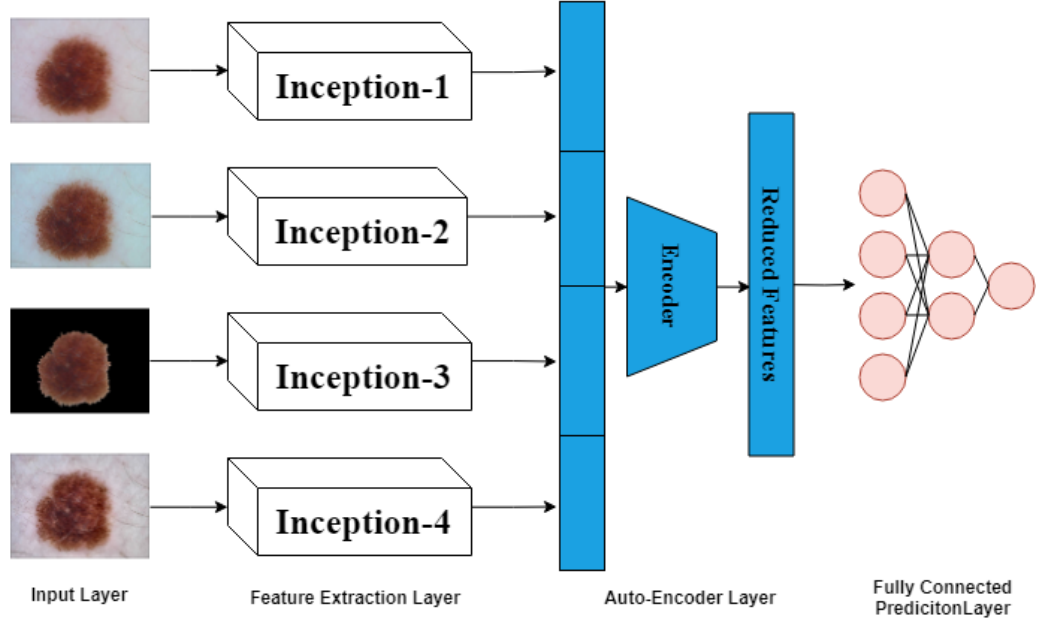 Inception-1
Inception-2
Inception-3
Inception-4
Encoder
Reduced Features
Input Layer
Feature Extraction Layer
Auto-Encoder Layer
Fully Connected
PredicitonLayer